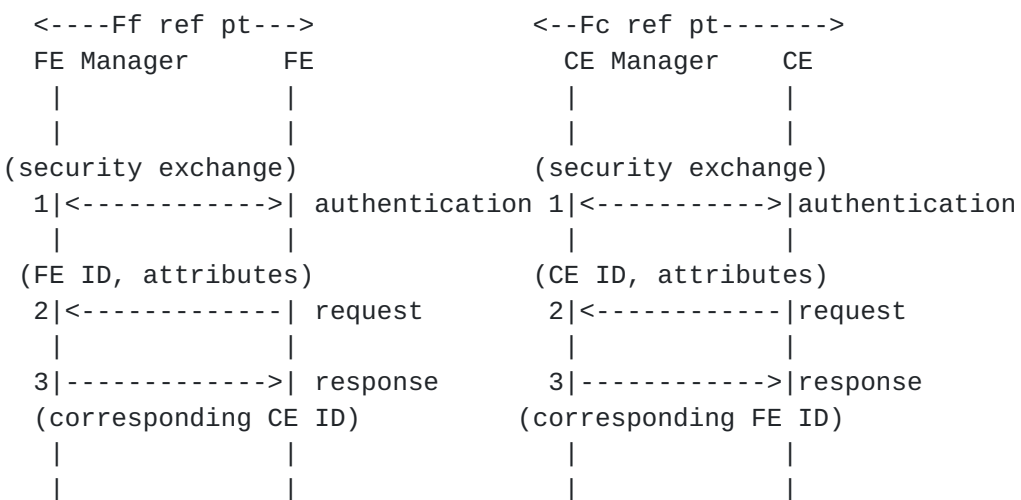 <----Ff ref pt--->              <--Fc ref pt------->
FE Manager      FE                CE Manager    CE
|               |                 |             |
|               |                 |             |
(security exchange)               (security exchange)
1|<------------>| authentication 1|<----------->|authentication
|               |                 |             |
(FE ID, attributes)               (CE ID, attributes)
2|<-------------| request        2|<------------|request
|               |                 |             |
3|------------->| response       3|------------>|response
(corresponding CE ID)          (corresponding FE ID)
|               |                 |             |
|               |                 |             |